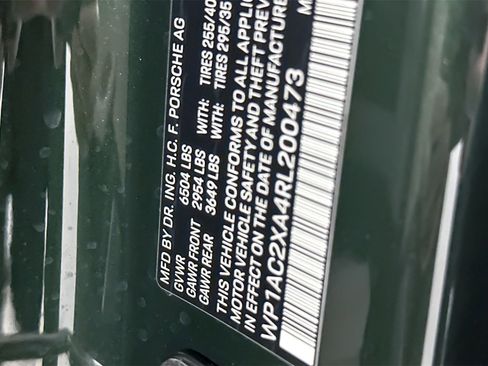 MFD BY DR. ING. H.C. F. PORSCHE AG
GVWR 6504 LBS
GAWR FRONT 2954 LBS WITH: TIRES 255/40
GAWR REAR 3649 LBS WITH: TIRES 295/35
THIS VEHICLE CONFORMS TO ALL
MOTOR VEHICLE SAFETY AND THEFT
IN EFFECT ON THE DATE OF MANUFACTURE
WP1AC2XA4RL200473